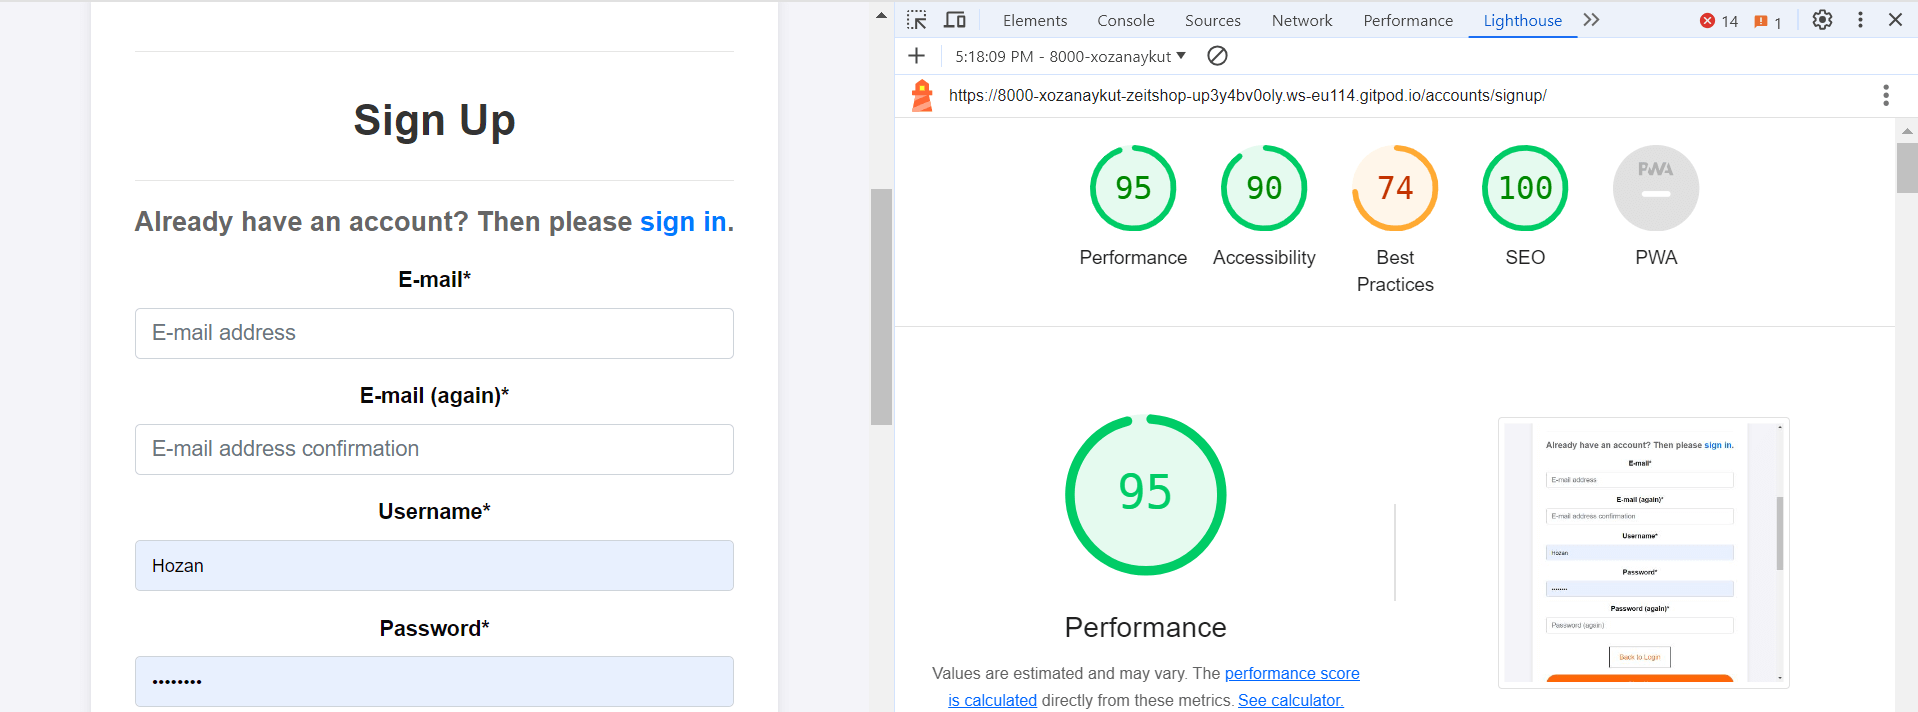 Sign Up
Already have an account? Then please sign in.
E-mail*
E-mail address
E-mail (again)*
E-mail address confirmation
Username*
Hozan
Password*
••••••••
Elements Console Sources Network Performance Lighthouse 14 1
5:18:09 PM - 8000-xozanaykut
https://8000-xozanaykut-zeitshop-up3y4bv0oly.ws-eu114.gitpod.io/accounts/signup/
95 90 74 100 PWA
Performance Accessibility Best Practices SEO PWA
95
Performance
Values are estimated and may vary. The performance score
is calculated directly from these metrics. See calculator.
Already have an account? Then please sign in.
E-mail*
E-mail address
E-mail (again)*
E-mail address confirmation
Username*
Hozan
Password*
••••••••
Password (again)*
Password (again)
Back to Login